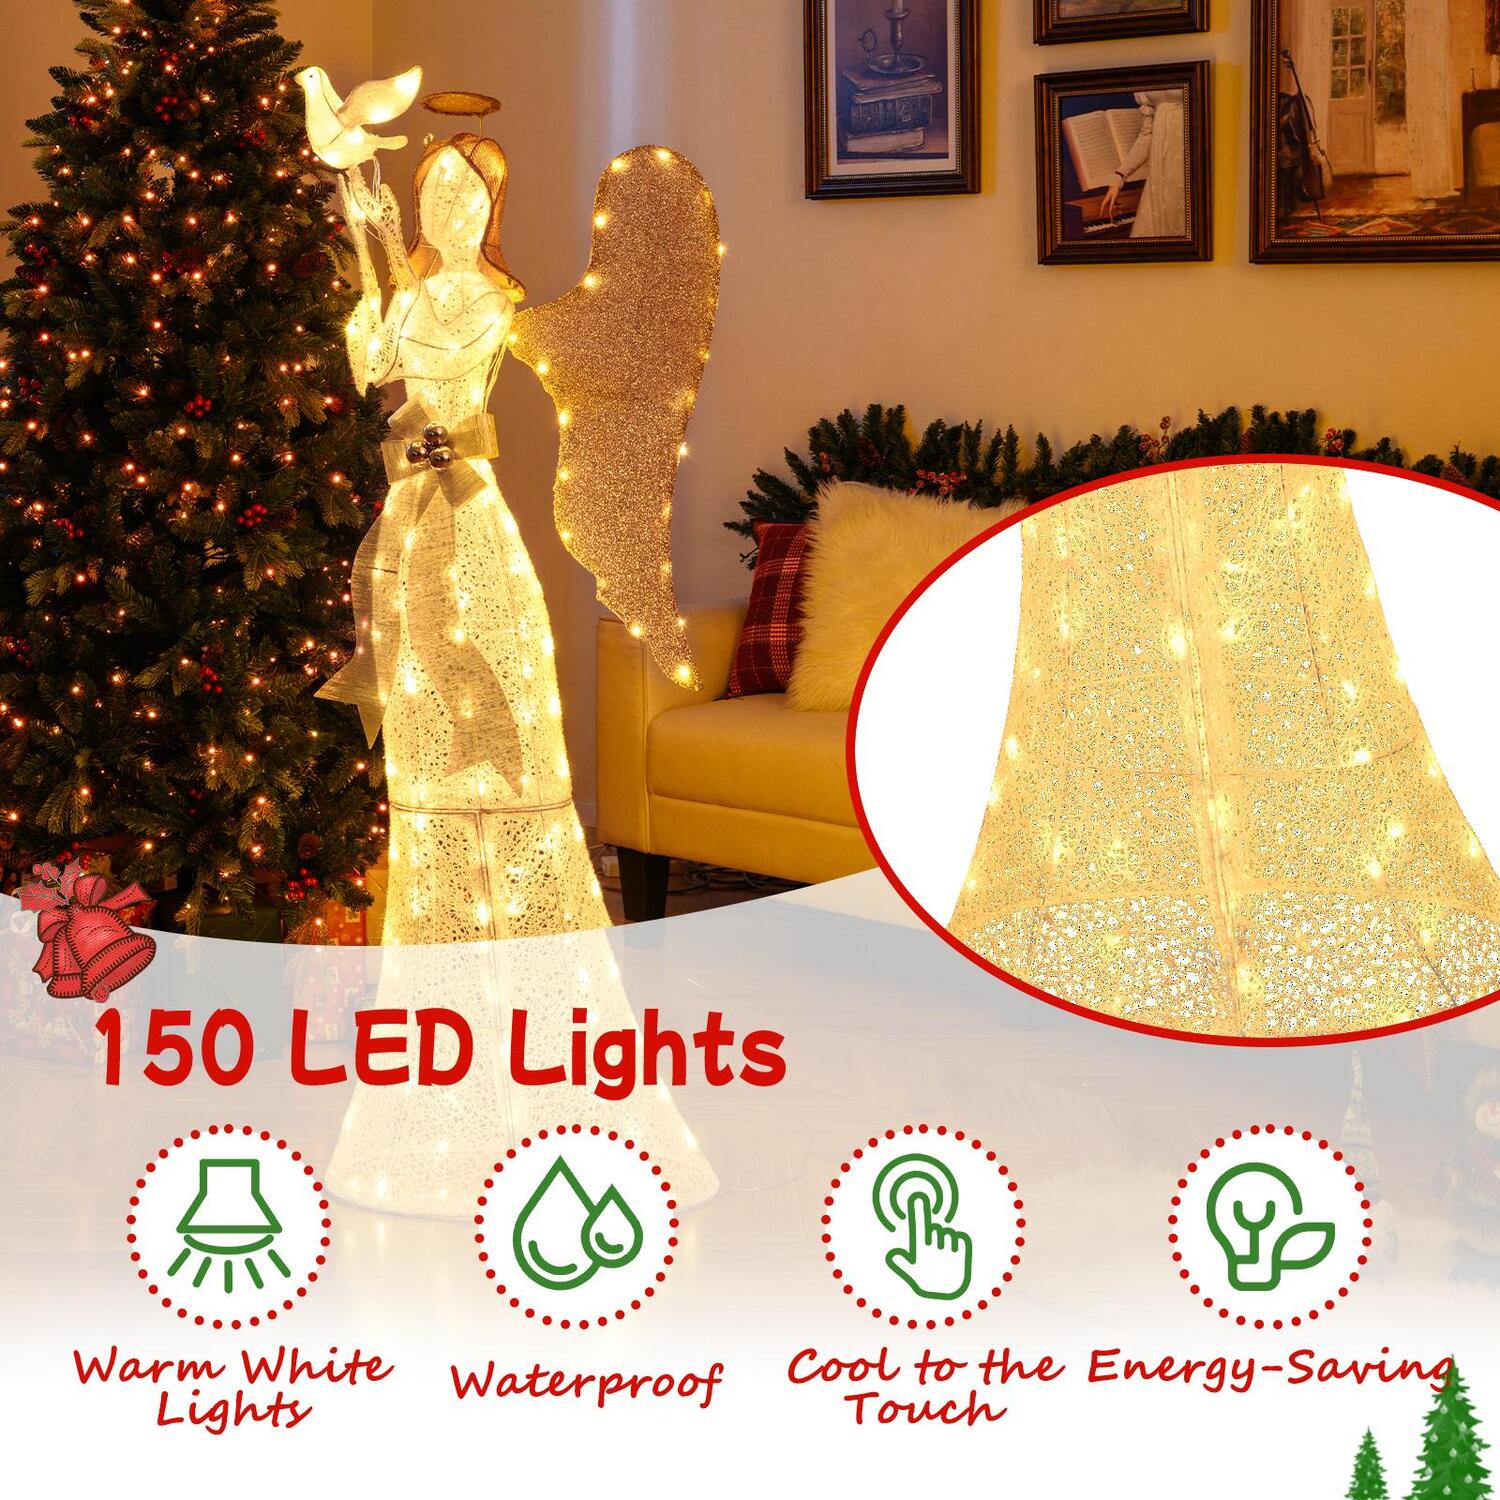 150 LED Lights
Warm White
Lights
Waterproof
Cool to the
Touch
Energy-Saving